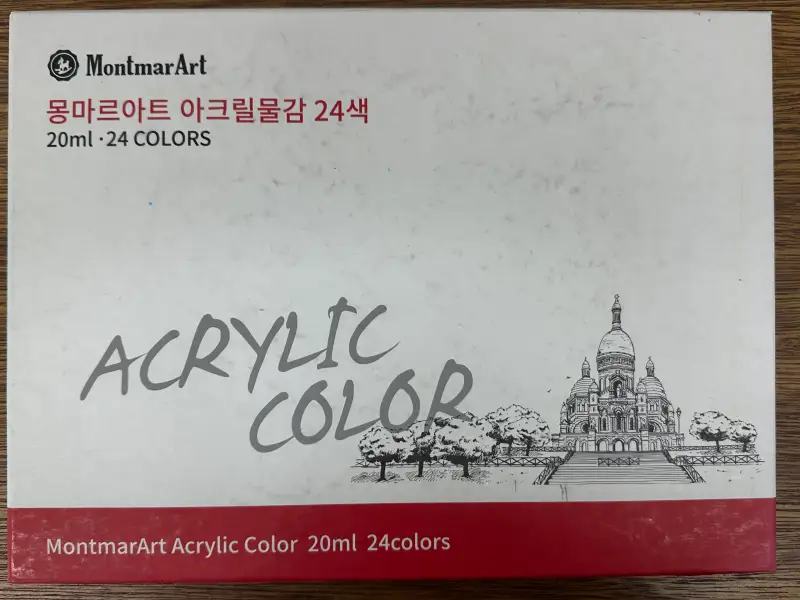 MontmarArt
몽마르아트 아크릴물감 24색
20ml · 24 COLORS
ACRYLIC
COLOR
MontmarArt Acrylic Color 20ml 24colors